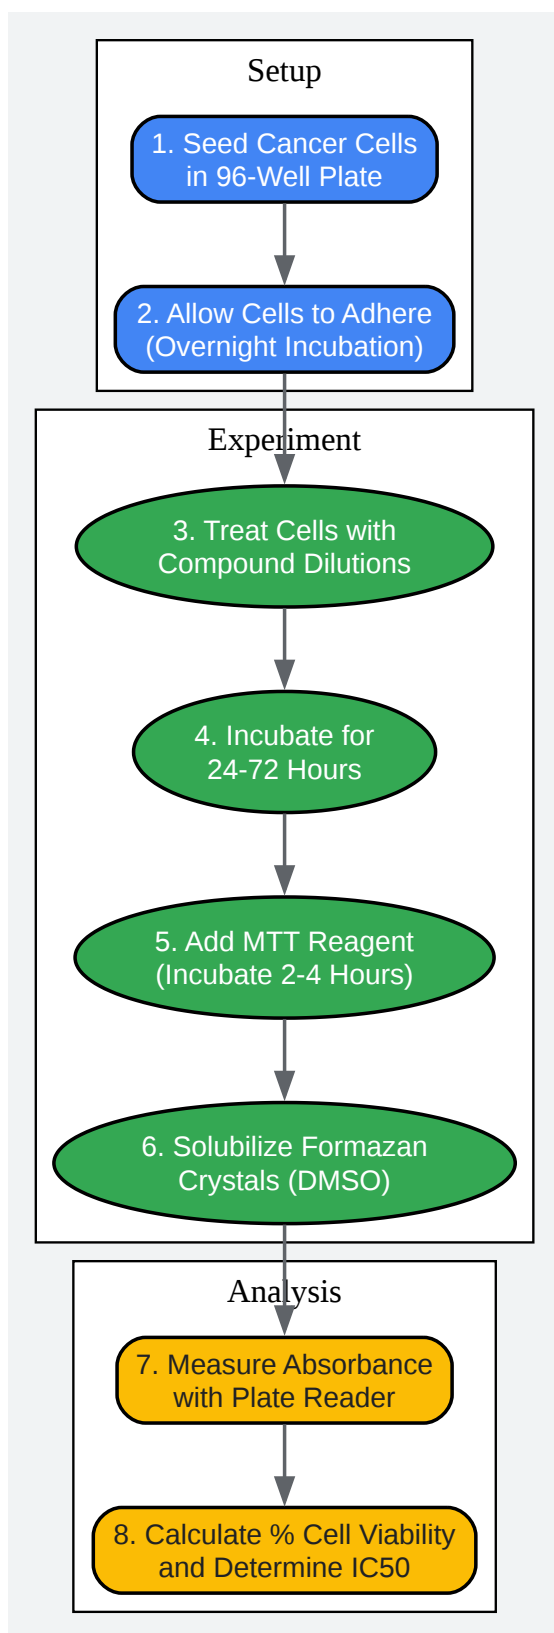 Setup
1. Seed Cancer Cells
in 96-Well Plate
2. Allow Cells to Adhere
(Overnight Incubation)
Experiment
3. Treat Cells with
Compound Dilutions
4. Incubate for
24-72 Hours
5. Add MTT Reagent
(Incubate 2-4 Hours)
6. Solubilize Formazan
Crystals (DMSO)
Analysis
7. Measure Absorbance
with Plate Reader
8. Calculate % Cell Viability
and Determine IC50